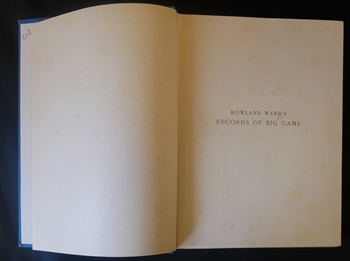 ROWLAND WARD'S
RECORDS OF BIG GAME